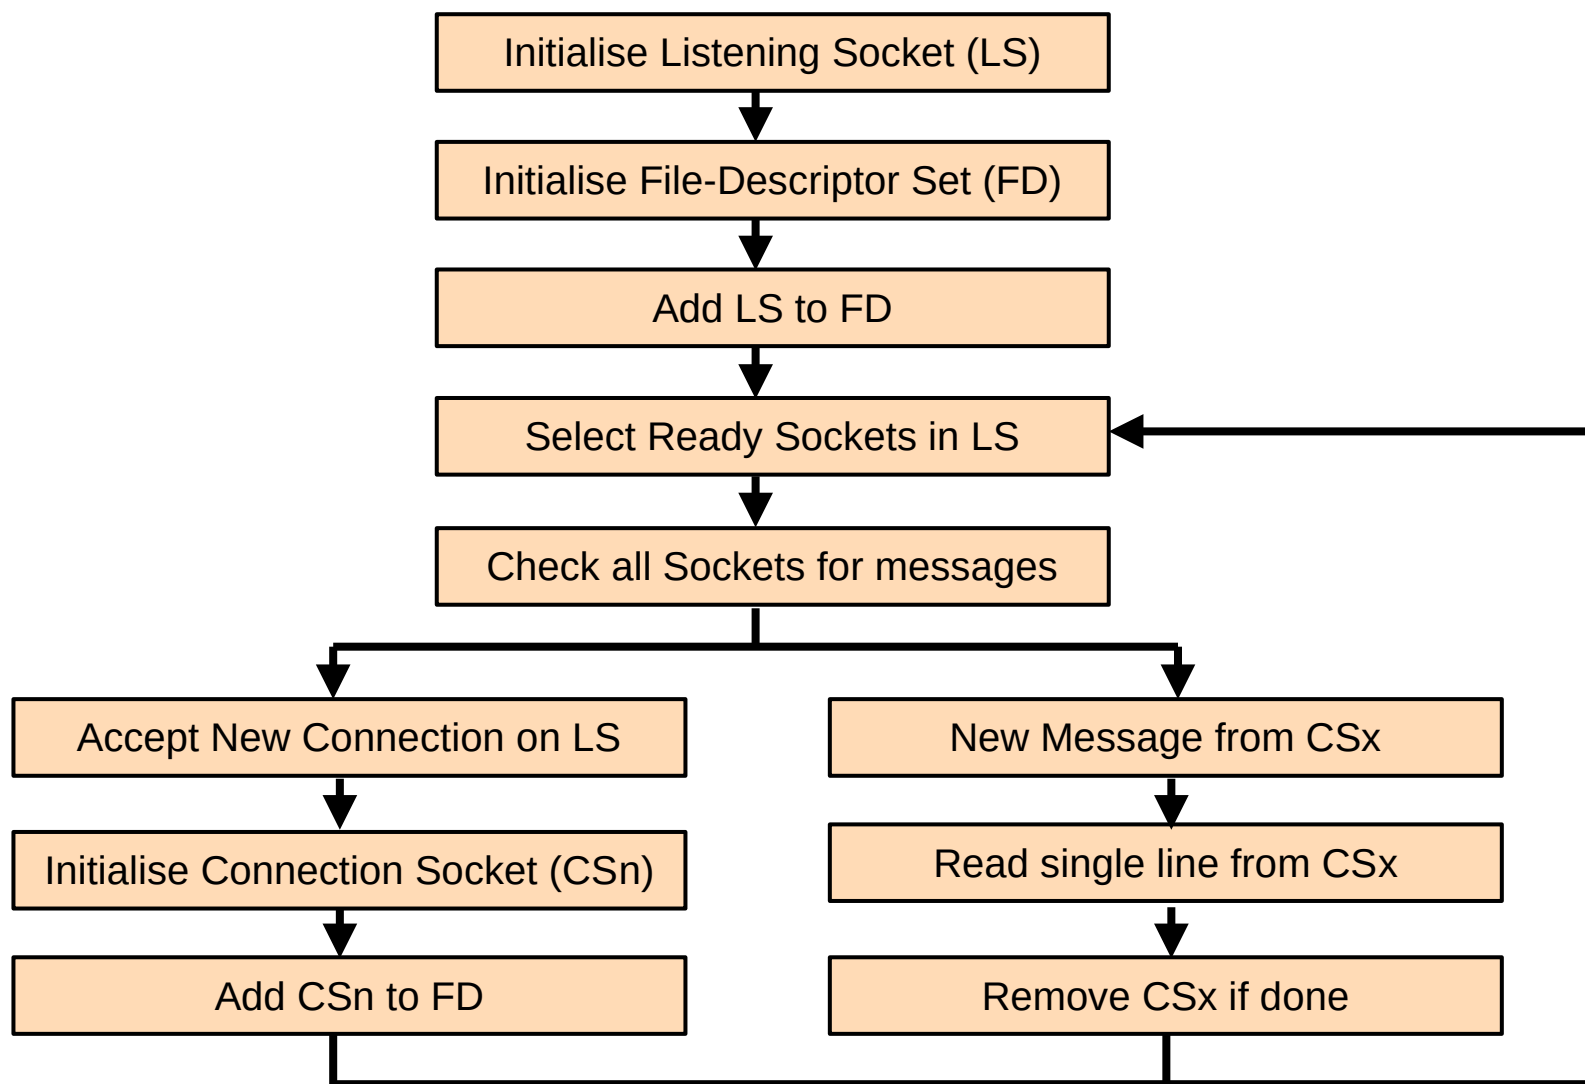 Initialise Listening Socket (LS)
Initialise File-Descriptor Set (FD)
Add LS to FD
Select Ready Sockets in LS
Check all Sockets for messages
Accept New Connection on LS
Initialise Connection Socket (CSn)
Add CSn to FD
New Message from CSx
Read single line from CSx
Remove CSx if done